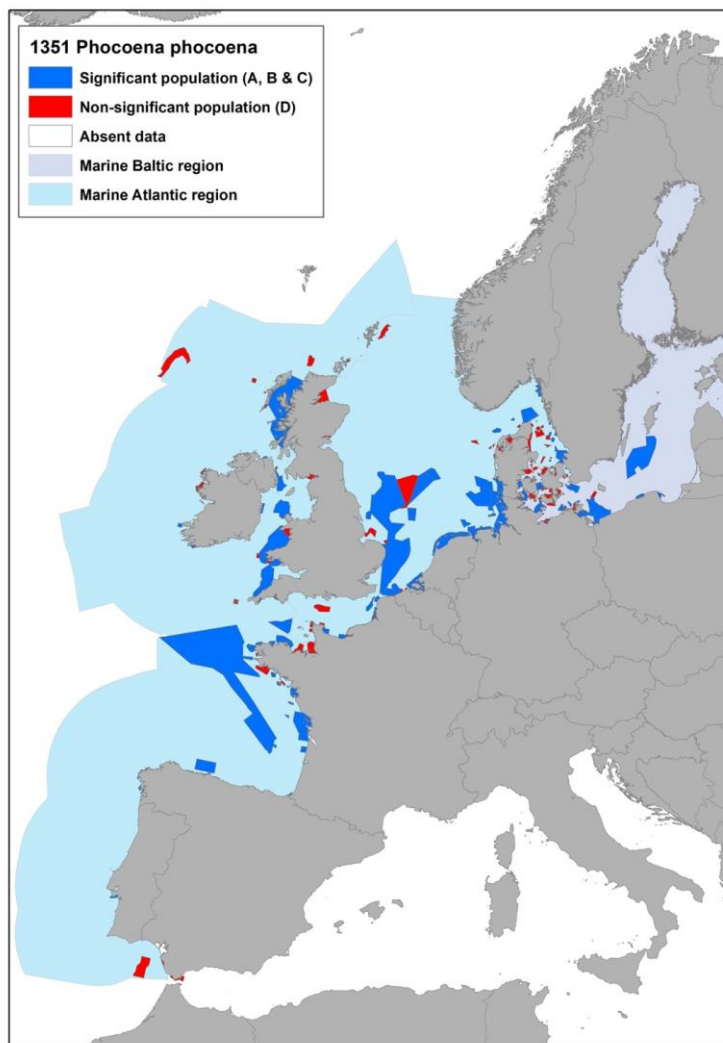 1351 Phocoena phocoena
Significant population (A, B & C)
Non-significant population (D)
Absent data
Marine Baltic region
Marine Atlantic region